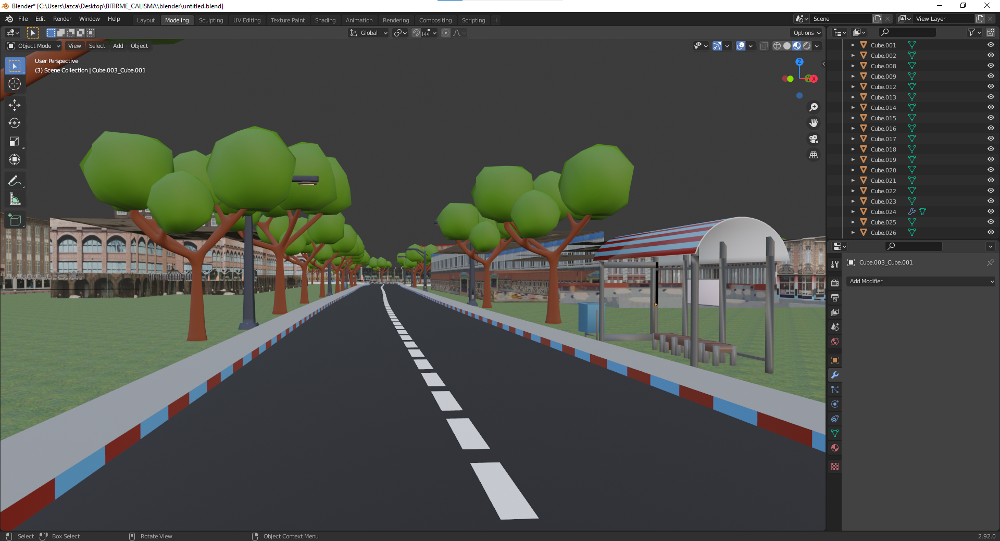 Blender* [C:\Users\lazca\Desktop\BITIRME_CALISMA\blender\untitled.blend]
File Edit Render Window Help
Layout Modeling Sculpting UV Editing Texture Paint Shading Animation Rendering Compositing Scripting +
Scene
View Layer
Global
Options
Object Mode View Select Add Object
User Perspective
(3) Scene Collection | Cube.003_Cube.001
Z
Y
X
Cube.001
Cube.002
Cube.008
Cube.009
Cube.012
Cube.013
Cube.014
Cube.015
Cube.016
Cube.017
Cube.018
Cube.019
Cube.020
Cube.021
Cube.022
Cube.023
Cube.024
Cube.025
Cube.026
Cube.003_Cube.001
Add Modifier
Select
Box Select
Rotate View
Object Context Menu
2.92.0